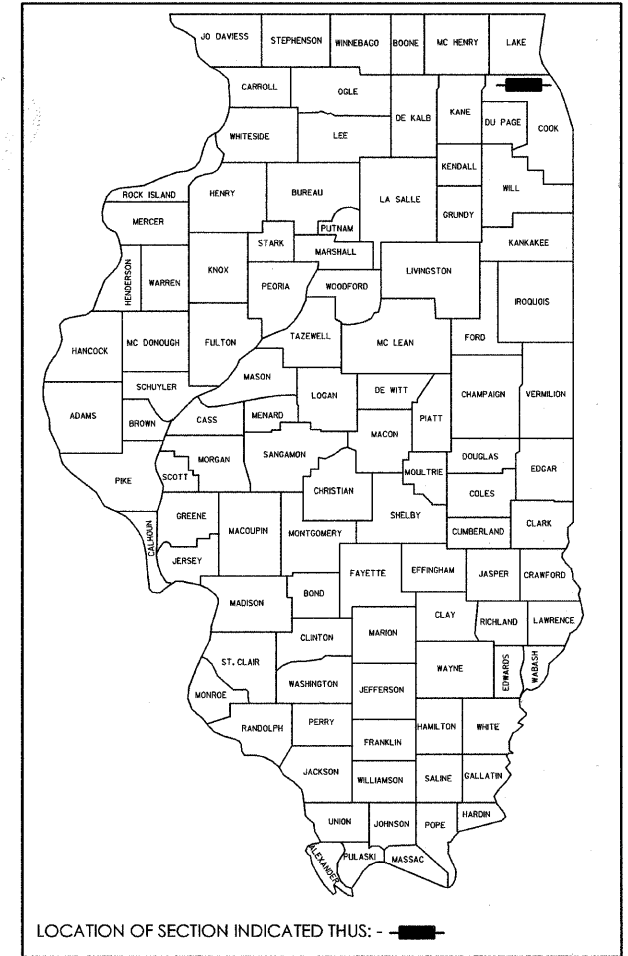 JO DAVIESS
STEPHENSON
WINNEBAGO
BOONE
MC HENRY
LAKE
CARROLL
OGLE
DE KALB
KANE
DU PAGE
COOK
WHITESIDE
LEE
KENDALL
WILL
ROCK ISLAND
HENRY
BUREAU
LA SALLE
GRUNDY
MERCER
PUTNAM
STARK
MARSHALL
KANKAKEE
HENDERSON
WARREN
KNOX
PEORIA
WOODFORD
LIVINGSTON
IROQUOIS
HANCOCK
MC DONOUGH
FULTON
TAZEWELL
MC LEAN
FORD
SCHUYLER
MASON
LOGAN
DE WITT
CHAMPAIGN
VERMILION
ADAMS
BROWN
CASS
MENARD
PIATT
MACON
PIKE
SCOTT
MORGAN
SANGAMON
MOULTRIE
DOUGLAS
EDGAR
CHRISTIAN
COLES
GREENE
MACOUPIN
MONTGOMERY
SHELBY
CUMBERLAND
CLARK
CALHOUN
JERSEY
FAYETTE
EFFINGHAM
JASPER
CRAWFORD
MADISON
BOND
CLAY
RICHLAND
LAWRENCE
CLINTON
MARION
ST. CLAIR
WAYNE
EDWARDS
WABASH
WASHINGTON
JEFFERSON
MONROE
RANDOLPH
PERRY
HAMILTON
WHITE
FRANKLIN
JACKSON
WILLIAMSON
SALINE
GALLATIN
UNION
JOHNSON
POPE
HARDIN
ALEXANDER
PULASKI
MASSAC
LOCATION OF SECTION INDICATED THUS: -